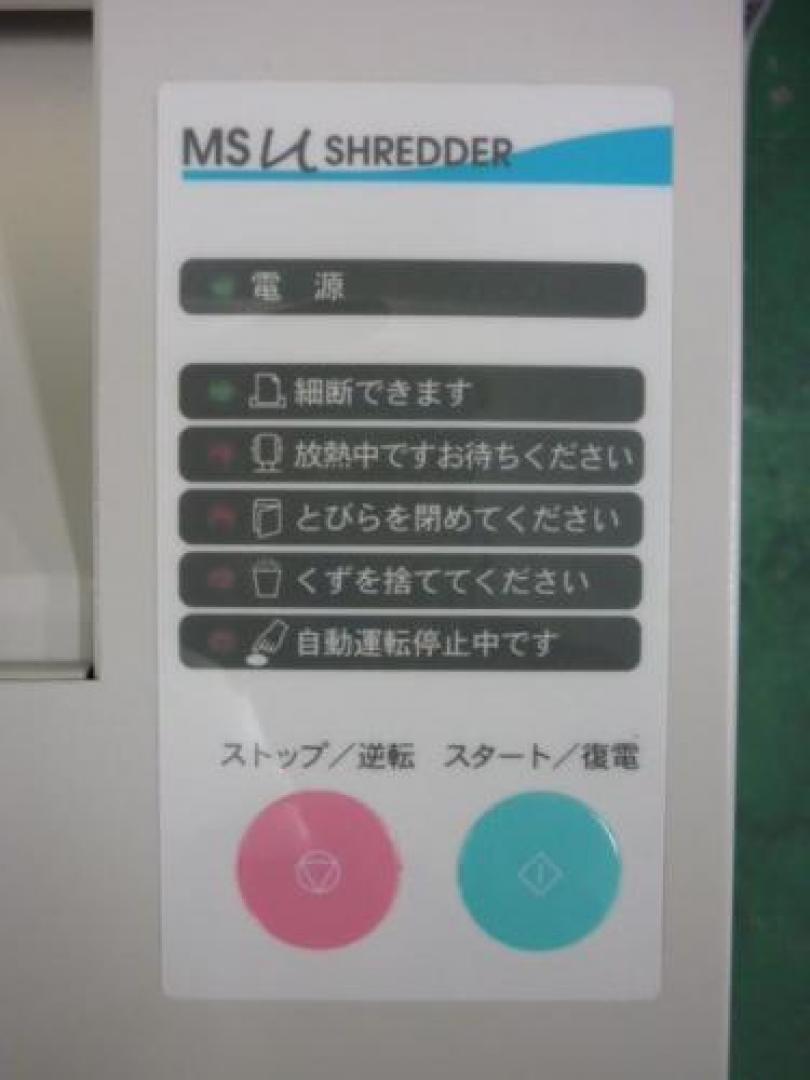 MS U SHREDDER
電 源
細断できます
放熱中ですお待ちください
とびらを閉めてください
くずを捨ててください
自動運転停止中です
ストップ/逆転 スタート/復電